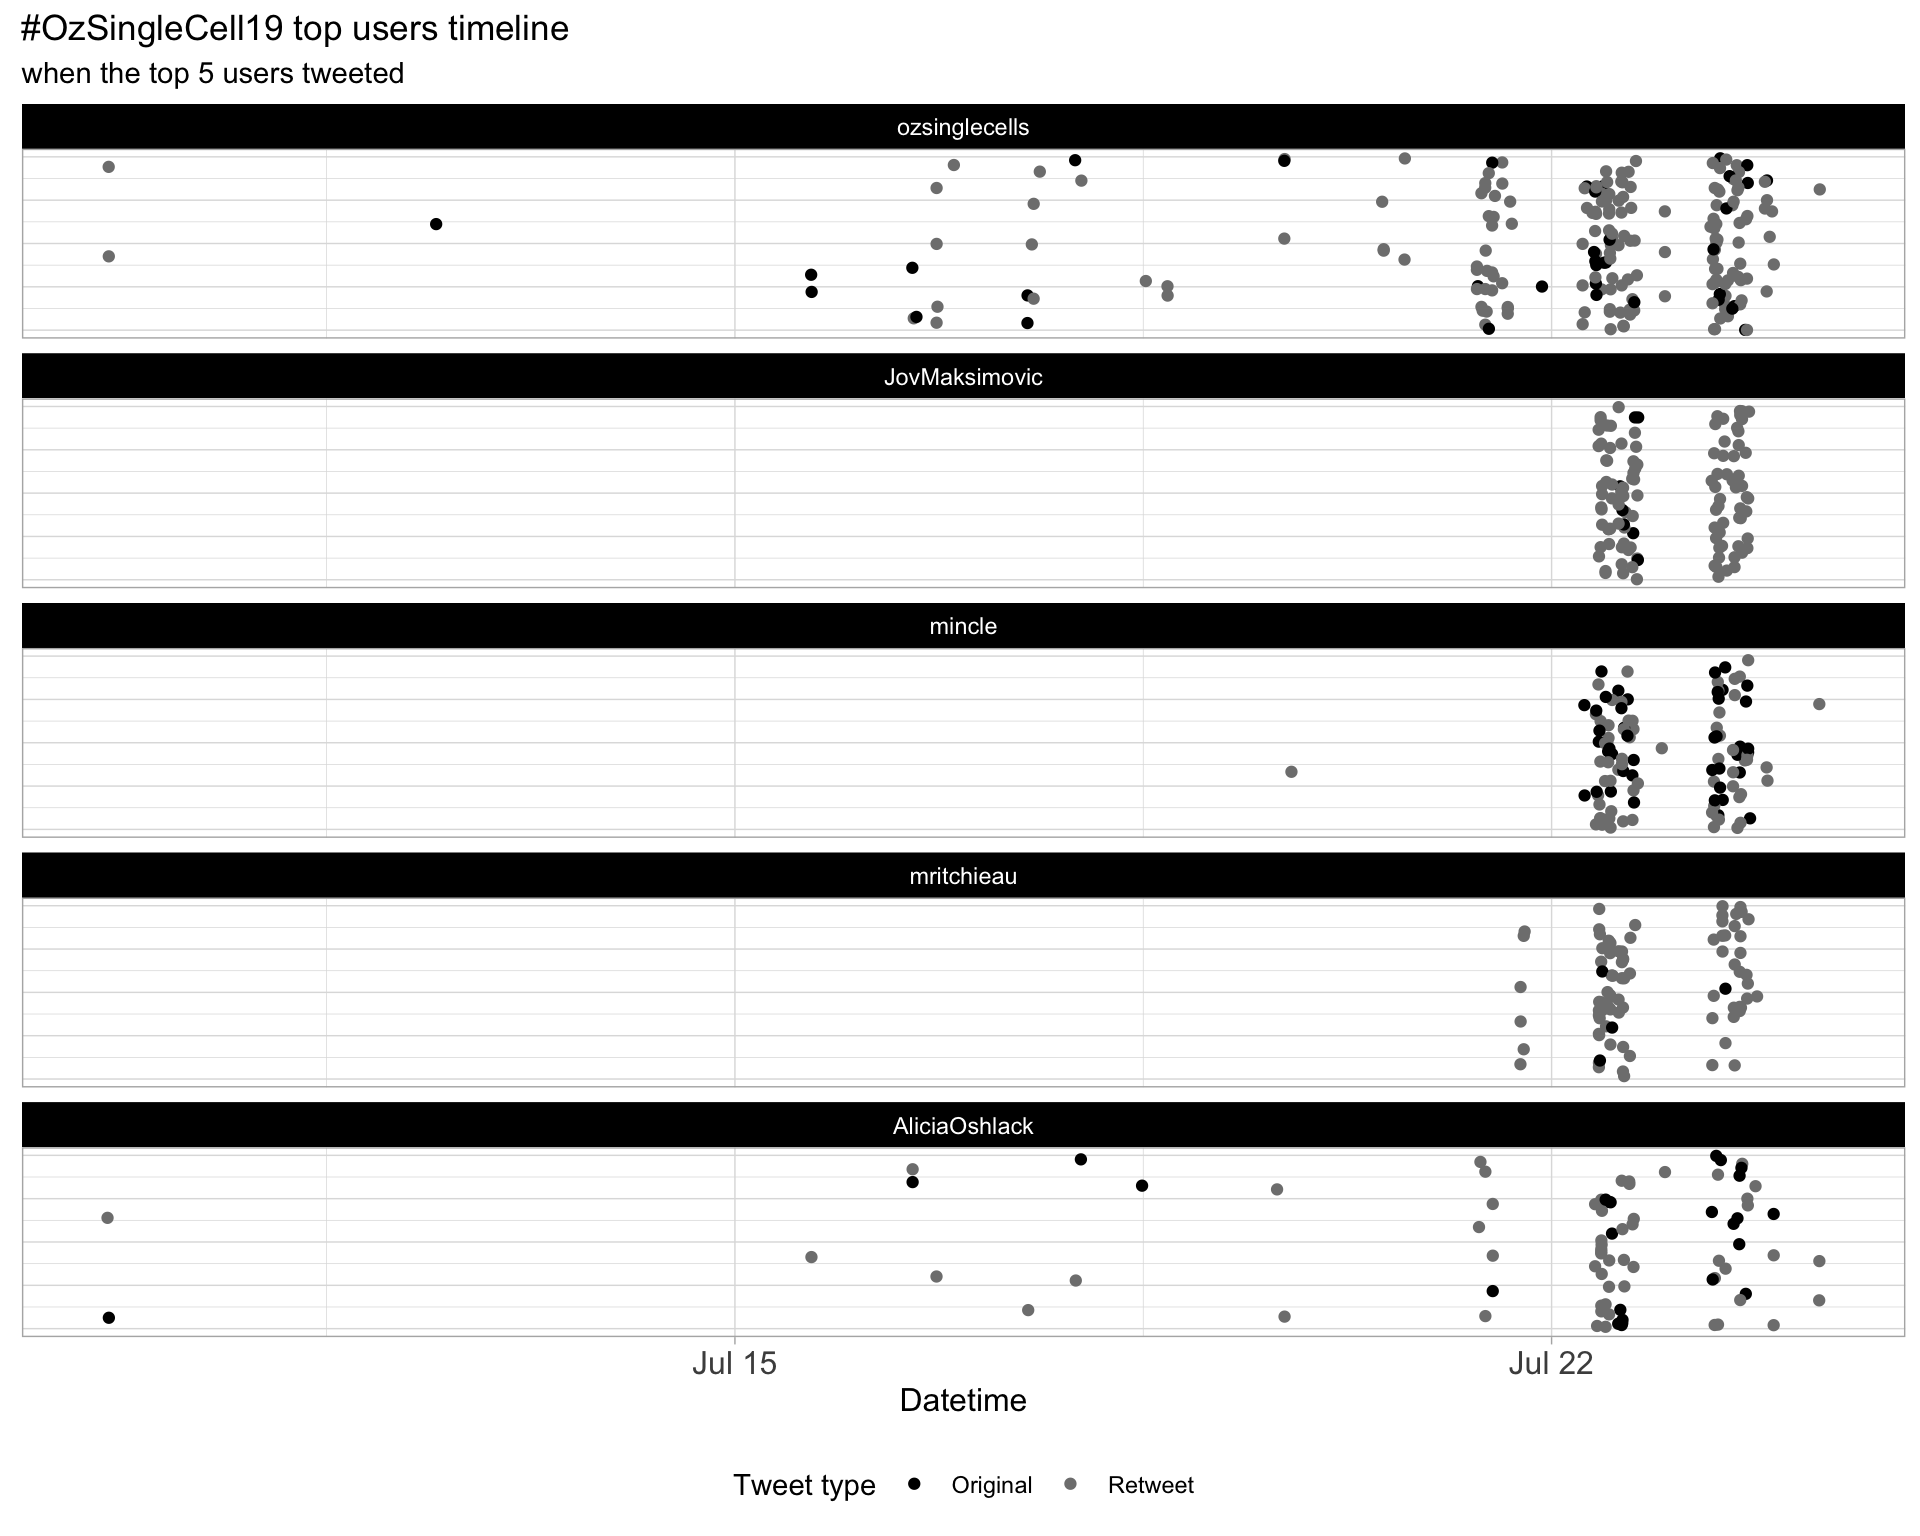 #OzSingleCell19 top users timeline
when the top 5 users tweeted
ozsinglecells
JovMaksimovic
mincle
mritchieau
AliciaOshlack
Jul 15 Jul 22
Datetime
Tweet type Original Retweet